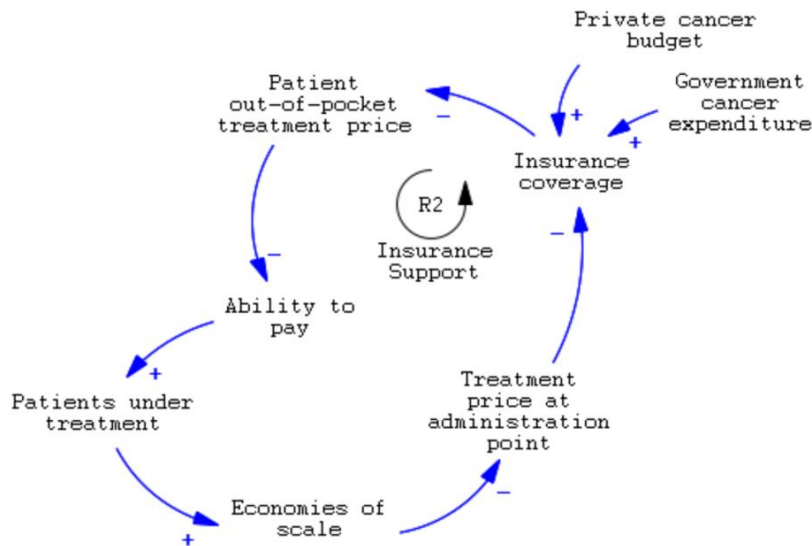 Private cancer
budget
Patient
out-of-pocket
treatment price
Government
cancer
expenditure
−
+
+
Insurance
coverage
R2
−
Insurance
Support
−
Ability to
pay
+
Treatment
price at
administration
point
Patients under
treatment
−
Economies of
scale
+